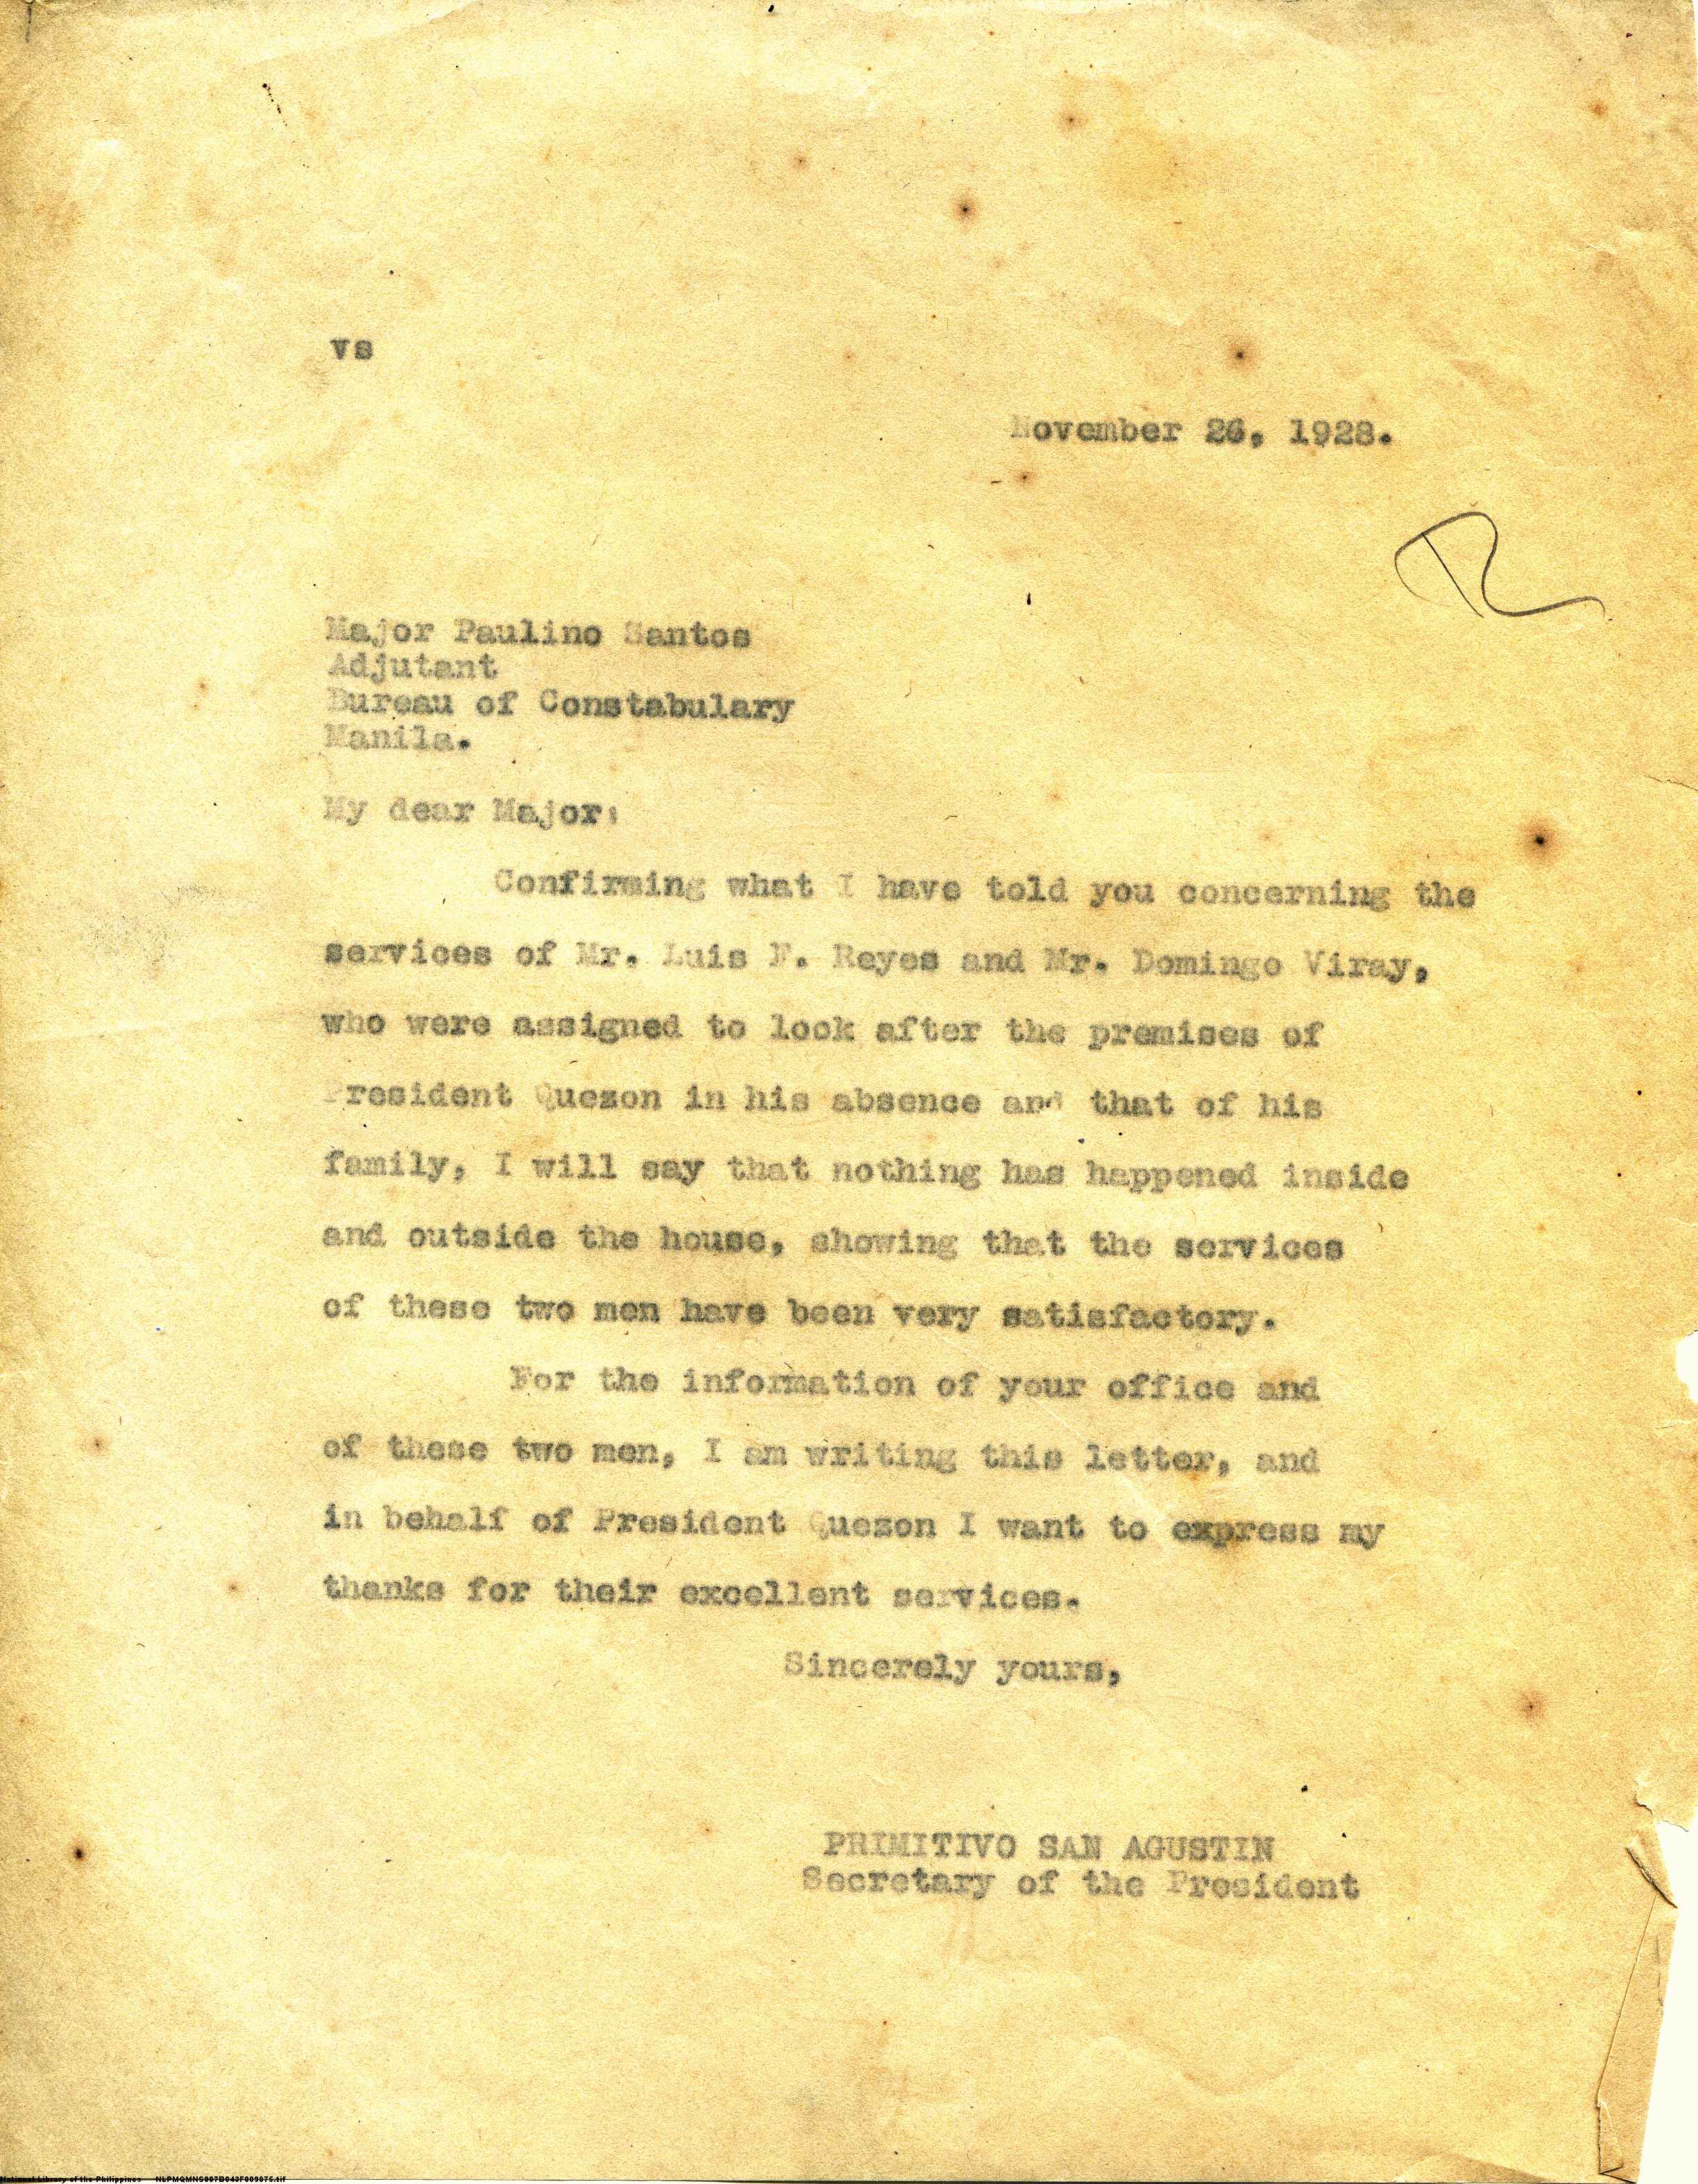 vs
November 26, 1928.
R
Major Paulino Santos
Adjutant
Bureau of Constabulary
Manila.
My dear Major:
Confirming what I have told you concerning the
services of Mr. Luis F. Reyes and Mr. Domingo Viray,
who were assigned to look after the premises of
President Quezon in his absence and that of his
family, I will say that nothing has happened inside
and outside the house, showing that the services
of these two men have been very satisfactory.
For the information of your office and
of these two men, I am writing this letter, and
in behalf of President Quezon I want to express my
thanks for their excellent services.
Sincerely yours,
PRIMITIVO SAN AGUSTIN
Secretary of the President
National Library of the Philippines